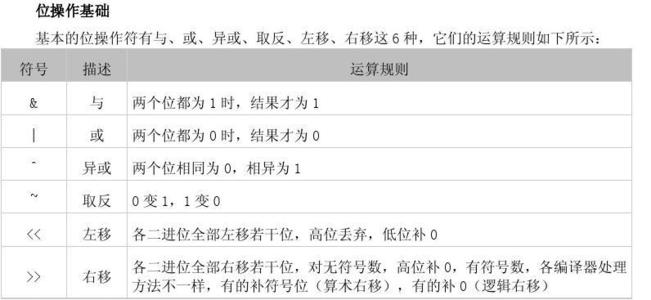 位操作基础
基本的位操作符有与、或、异或、取反、左移、右移这6种，它们的运算规则如下所示：
符号 描述 运算规则
& 与 两个位都为1时，结果才为1
| 或 两个位都为0时，结果才为0
^ 异或 两个位相同为0，相异为1
~ 取反 0变1，1变0
<< 左移 各二进位全部左移若干位，高位丢弃，低位补0
>> 右移 各二进位全部右移若干位，对无符号数，高位补0，有符号数，各编译器处理
方法不一样，有的补符号位（算术右移），有的补0（逻辑右移）